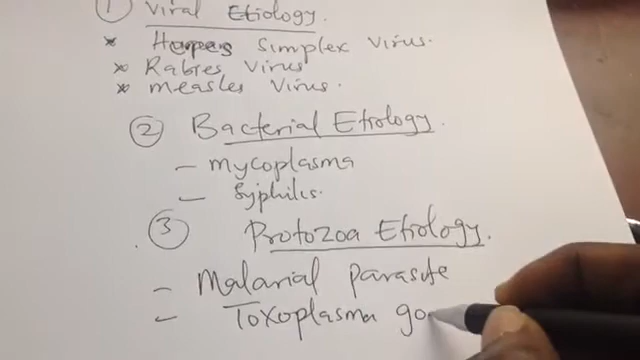 ① Viral Etiology.
* Herpes Simplex Virus.
* Rabies Virus
* measles Virus.
② Bacterial Etiology.
- mycoplasma
- Syphilis.
③ Protozoa Etiology.
- Malarial parasite
- Toxoplasma go